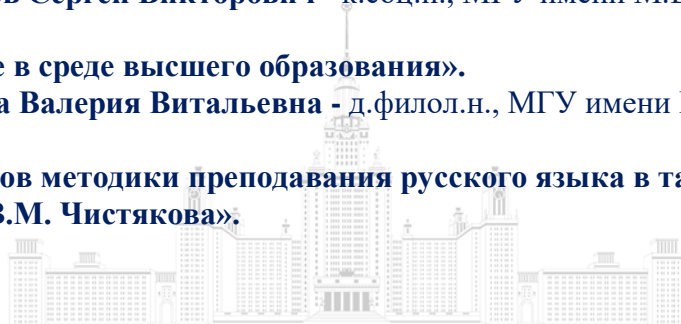 Сергей Викторович - к.соц.н., МГУ имени
е в среде высшего образования».
а Валерия Витальевна - д.филол.н., МГУ имени
ов методики преподавания русского языка в
В.М. Чистякова».